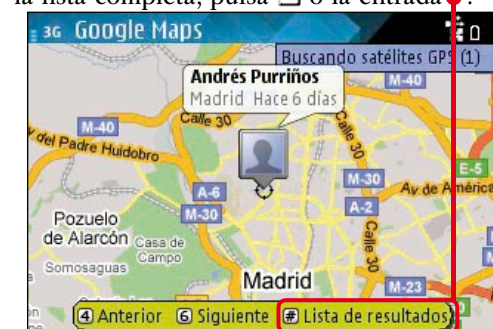 la lista completa, pulsa # o la entrada .
3G Google Maps
Buscando satélites GPS (1)
Andrés Purriños
Madrid Hace 6 días
M-40
Calle 30
M-40
Calle 30
del Padre Huidobro
E-5
M-30
Av de América
A-6
A-2
M-30
Pozuelo
de Alarcón
Casa de
Campo
Calle 30
Somosaguas
Madrid
M-23
4 Anterior 6 Siguiente # Lista de resultados